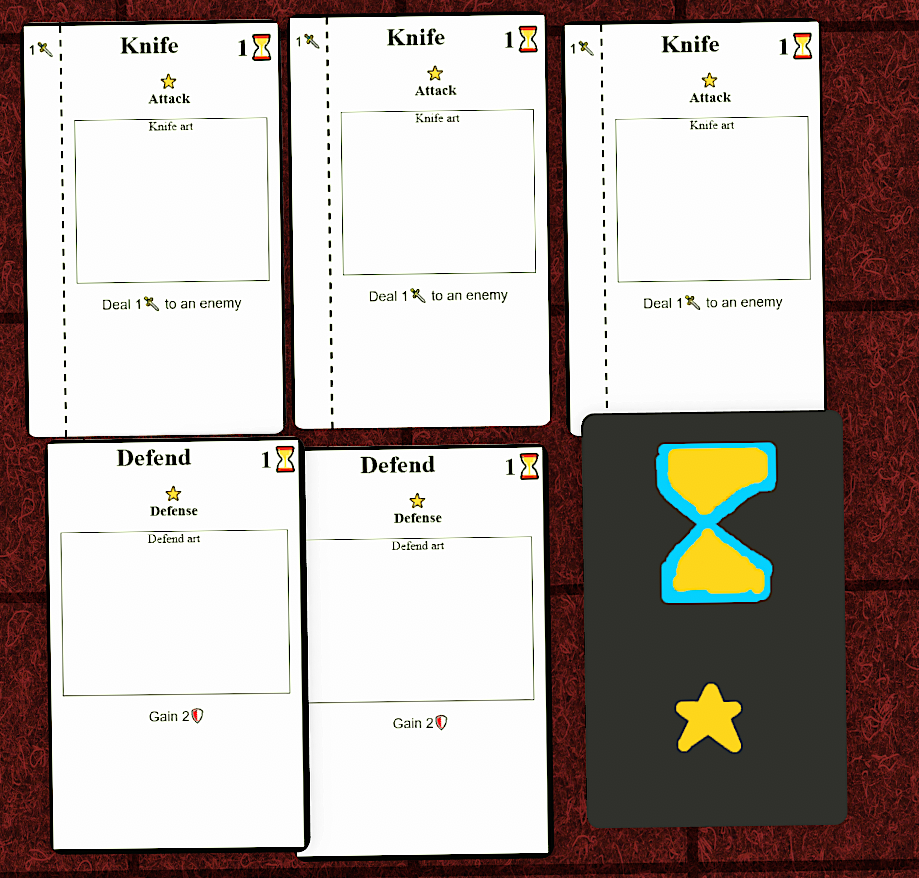 1
Knife
1
Attack
Knife art
Deal 1 to an enemy
1
Knife
1
Attack
Knife art
Deal 1 to an enemy
1
Knife
1
Attack
Knife art
Deal 1 to an enemy
Defend
1
Defense
Defend art
Gain 2
Defend
1
Defense
Defend art
Gain 2